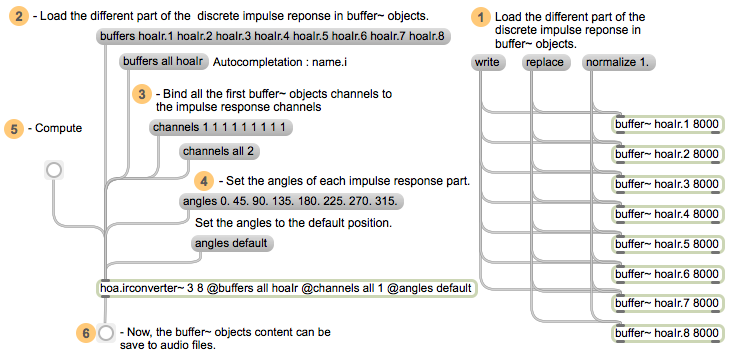 2 - Load the different part of the discrete impulse reponse in buffer~ objects.
buffers hoalr.1 hoalr.2 hoalr.3 hoalr.4 hoalr.5 hoalr.6 hoalr.7 hoalr.8
buffers all hoalr Autocompletation : name.i
3 - Bind all the first buffer~ objects channels to
the impulse response channels
5 - Compute
channels 1 1 1 1 1 1 1 1 1
channels all 2
4 - Set the angles of each impulse response part.
angles 0. 45. 90. 135. 180. 225. 270. 315.
Set the angles to the default position.
angles default
hoa.irconverter~ 3 8 @buffers all hoalr @channels all 1 @angles default
6 - Now, the buffer~ objects content can be
save to audio files.
1 Load the different part of the
discrete impulse reponse in
buffer~ objects.
write replace normalize 1.
buffer~ hoalr.1 8000
buffer~ hoalr.2 8000
buffer~ hoalr.3 8000
buffer~ hoalr.4 8000
buffer~ hoalr.5 8000
buffer~ hoalr.6 8000
buffer~ hoalr.7 8000
buffer~ hoalr.8 8000